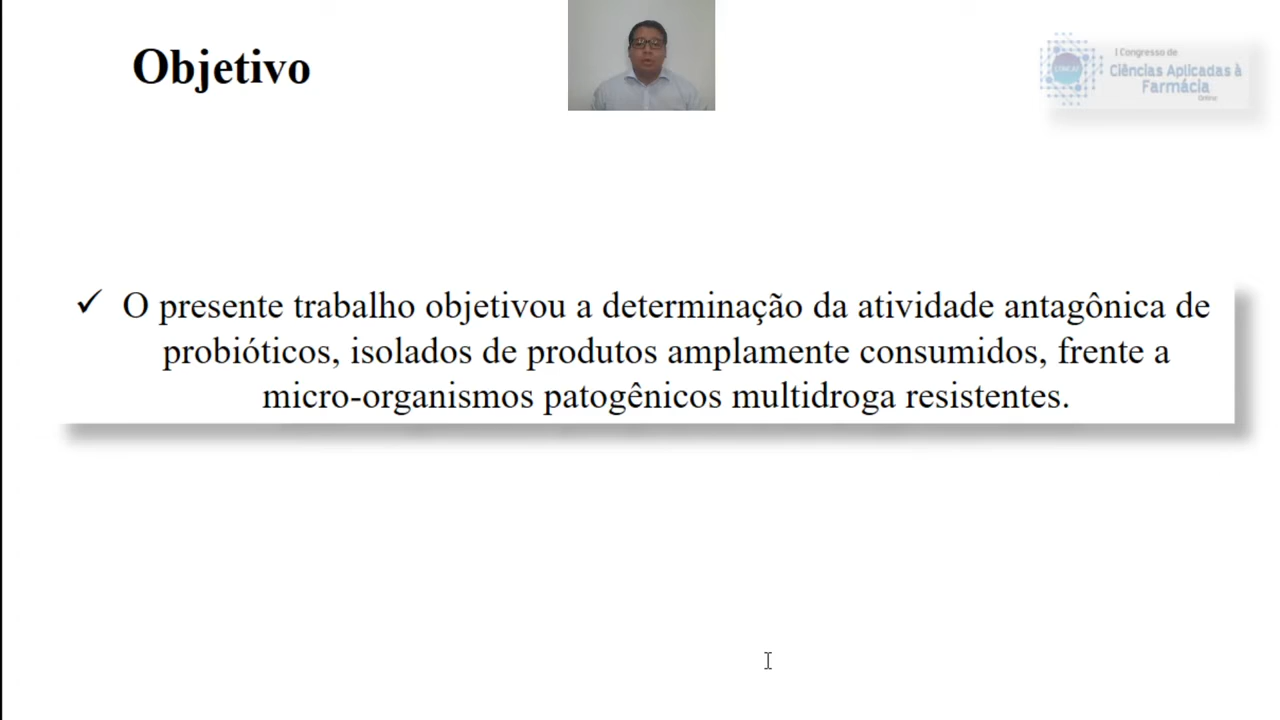 Objetivo
I Congresso de
Ciências Aplicadas à
Farmácia
Online
✓ O presente trabalho objetivou a determinação da atividade antagônica de
probióticos, isolados de produtos amplamente consumidos, frente a
micro-organismos patogênicos multidroga resistentes.